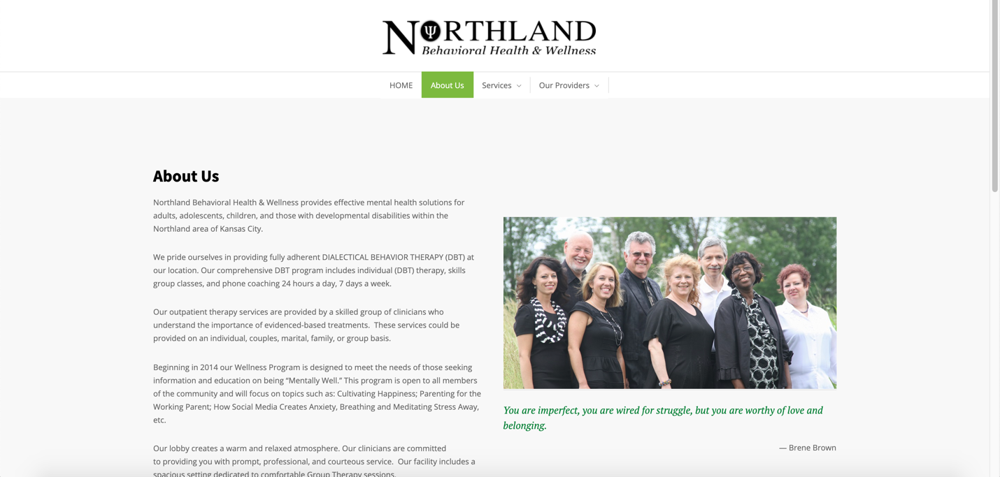 NΨRTHLAND
Behavioral Health & Wellness
HOME
About Us
Services
Our Providers
About Us
Northland Behavioral Health & Wellness provides effective mental health solutions for
adults, adolescents, children, and those with developmental disabilities within the
Northland area of Kansas City.
We pride ourselves in providing fully adherent DIALECTICAL BEHAVIOR THERAPY (DBT) at
our location. Our comprehensive DBT program includes individual (DBT) therapy, skills
group classes, and phone coaching 24 hours a day, 7 days a week.
Our outpatient therapy services are provided by a skilled group of clinicians who
understand the importance of evidenced-based treatments.  These services could be
provided on an individual, couples, marital, family, or group basis.
Beginning in 2014 our Wellness Program is designed to meet the needs of those seeking
information and education on being “Mentally Well.” This program is open to all members
of the community and will focus on topics such as: Cultivating Happiness; Parenting for the
Working Parent; How Social Media Creates Anxiety, Breathing and Meditating Stress Away,
etc.
Our lobby creates a warm and relaxed atmosphere. Our clinicians are committed
to providing you with prompt, professional, and courteous service.  Our facility includes a
spacious setting dedicated to comfortable Group Therapy sessions.
You are imperfect, you are wired for struggle, but you are worthy of love and
belonging.
— Brene Brown